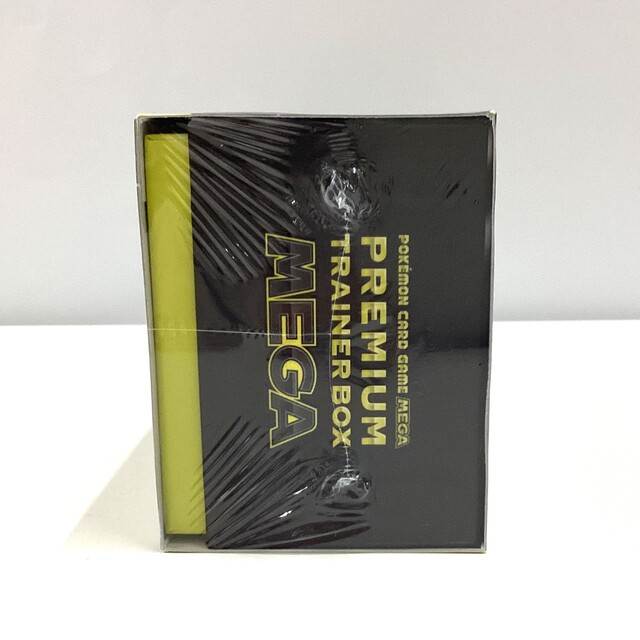 POKÉMON CARD GAME MEGA
PREMIUM
TRAINER BOX
MEGA